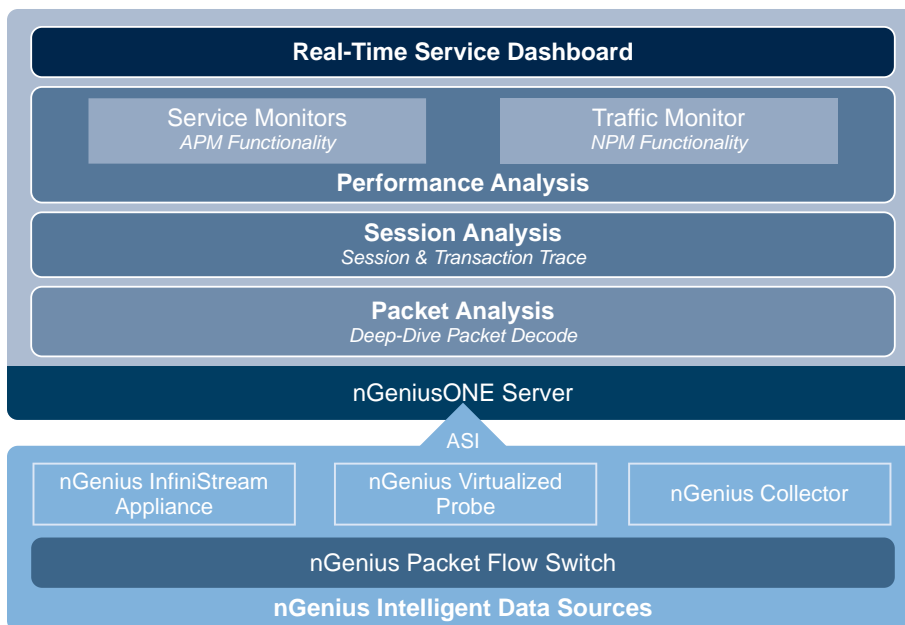 Real-Time Service Dashboard
Service Monitors
APM Functionality
Traffic Monitor
NPM Functionality
Performance Analysis
Session Analysis
Session & Transaction Trace
Packet Analysis
Deep-Dive Packet Decode
nGeniusONE Server
ASI
nGenius InfiniStream
Appliance
nGenius Virtualized
Probe
nGenius Collector
nGenius Packet Flow Switch
nGenius Intelligent Data Sources